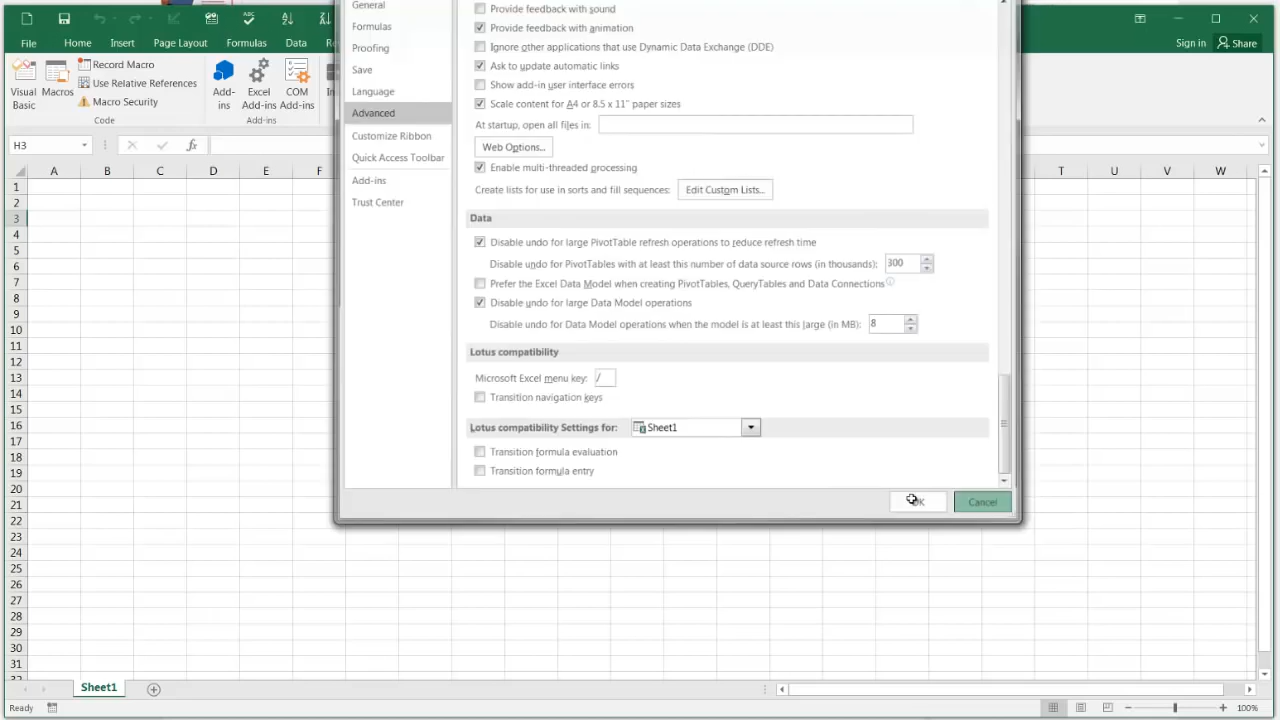 File Home Insert Page Layout Formulas Data
Sign in Share
Record Macro
Use Relative References
Macro Security
Visual Basic
Macros
Code
Add-ins
Excel Add-ins
COM Add-ins
Add-ins
H3
fx
General
Formulas
Proofing
Save
Language
Advanced
Customize Ribbon
Quick Access Toolbar
Add-ins
Trust Center
Provide feedback with sound
Provide feedback with animation
Ignore other applications that use Dynamic Data Exchange (DDE)
Ask to update automatic links
Show add-in user interface errors
Scale content for A4 or 8.5 x 11" paper sizes
At startup, open all files in:
Web Options...
Enable multi-threaded processing
Create lists for use in sorts and fill sequences: Edit Custom Lists...
Data
Disable undo for large PivotTable refresh operations to reduce refresh time
Disable undo for PivotTables with at least this number of data source rows (in thousands): 300
Prefer the Excel Data Model when creating PivotTables, QueryTables and Data Connections
Disable undo for large Data Model operations
Disable undo for Data Model operations when the model is at least this large (in MB): 8
Lotus compatibility
Microsoft Excel menu key: /
Transition navigation keys
Lotus compatibility Settings for: Sheet1
Transition formula evaluation
Transition formula entry
OK Cancel
A B C D E F T U V W
1
2
3
4
5
6
7
8
9
10
11
12
13
14
15
16
17
18
19
20
21
22
23
24
25
26
27
28
29
30
31
Sheet1
Ready
100%